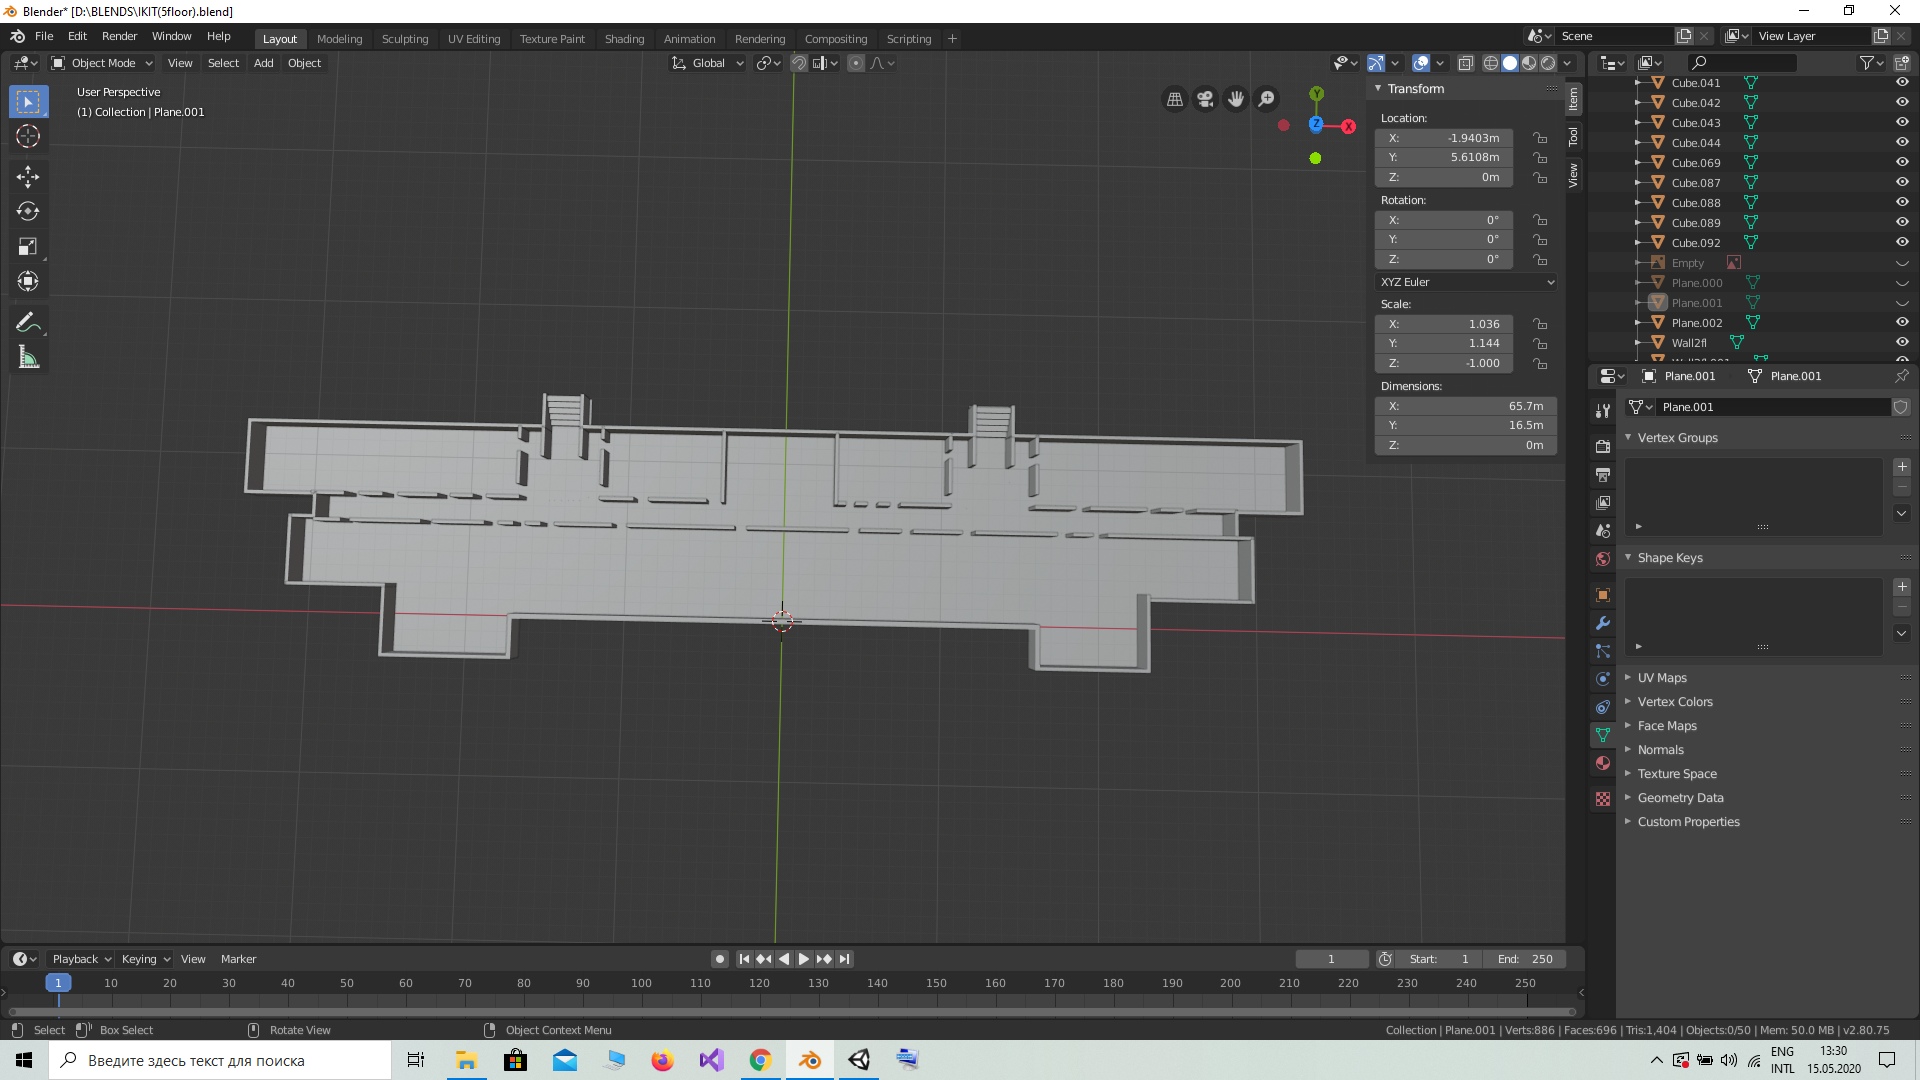 Blender* [D:\BLENDS\IKIT(5floor).blend]
File Edit Render Window Help Layout Modeling Sculpting UV Editing Texture Paint Shading Animation Rendering Compositing Scripting + Scene View Layer
Object Mode View Select Add Object Global
User Perspective
(1) Collection | Plane.001
Transform
Location:
X: -1.9403m
Y: 5.6108m
Z: 0m
Rotation:
X: 0°
Y: 0°
Z: 0°
XYZ Euler
Scale:
X: 1.036
Y: 1.144
Z: -1.000
Dimensions:
X: 65.7m
Y: 16.5m
Z: 0m
Item
Tool
View
Y
Z
X
Cube.041
Cube.042
Cube.043
Cube.044
Cube.069
Cube.087
Cube.088
Cube.089
Cube.092
Empty
Plane.000
Plane.001
Plane.002
Wall2fl
Plane.001 Plane.001
Plane.001
Vertex Groups
Shape Keys
UV Maps
Vertex Colors
Face Maps
Normals
Texture Space
Geometry Data
Custom Properties
Playback Keying View Marker 1 Start: 1 End: 250
1 10 20 30 40 50 60 70 80 90 100 110 120 130 140 150 160 170 180 190 200 210 220 230 240 250
Select Box Select Rotate View Object Context Menu Collection | Plane.001 | Verts:886 | Faces:696 | Tris:1,404 | Objects:0/50 | Mem: 50.0 MB | v2.80.75
Введите здесь текст для поиска
ENG
INTL
13:30
15.05.2020